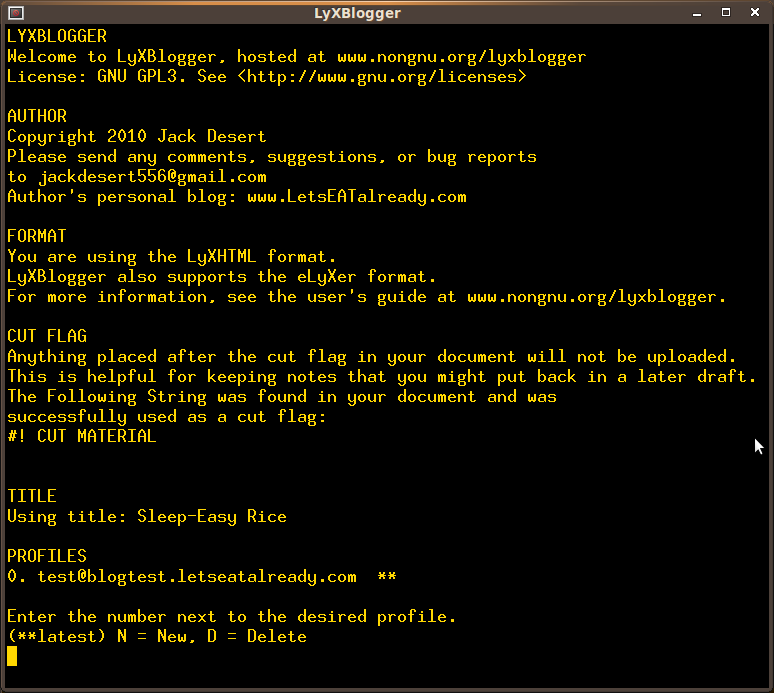 LyXBlogger
LYXBLOGGER
Welcome to LyXBlogger, hosted at www.nongnu.org/lyxblogger
License: GNU GPL3. See <http://www.gnu.org/licenses>
AUTHOR
Copyright 2010 Jack Desert
Please send any comments, suggestions, or bug reports
to jackdesert556@gmail.com
Author's personal blog: www.LetsEATalready.com
FORMAT
You are using the LyXHTML format.
LyXBlogger also supports the eLyXer format.
For more information, see the user's guide at www.nongnu.org/lyxblogger.
CUT FLAG
Anything placed after the cut flag in your document will not be uploaded.
This is helpful for keeping notes that you might put back in a later draft.
The Following String was found in your document and was
successfully used as a cut flag:
#! CUT MATERIAL
TITLE
Using title: Sleep-Easy Rice
PROFILES
0. test@blogtest.letseatalready.com  **
Enter the number next to the desired profile.
(**latest) N = New, D = Delete